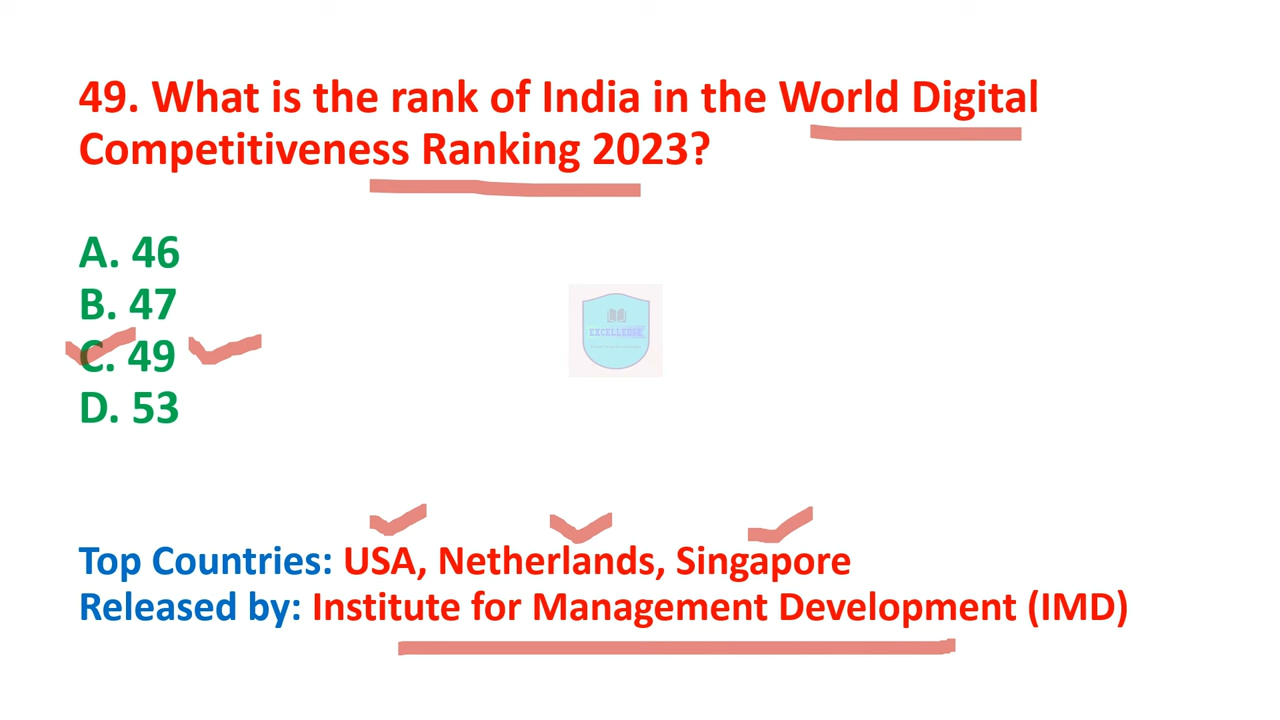 49. What is the rank of India in the World Digital
Competitiveness Ranking 2023?
A. 46
B. 47
C. 49
D. 53
EXCELLENSE
Top Countries: USA, Netherlands, Singapore
Released by: Institute for Management Development (IMD)